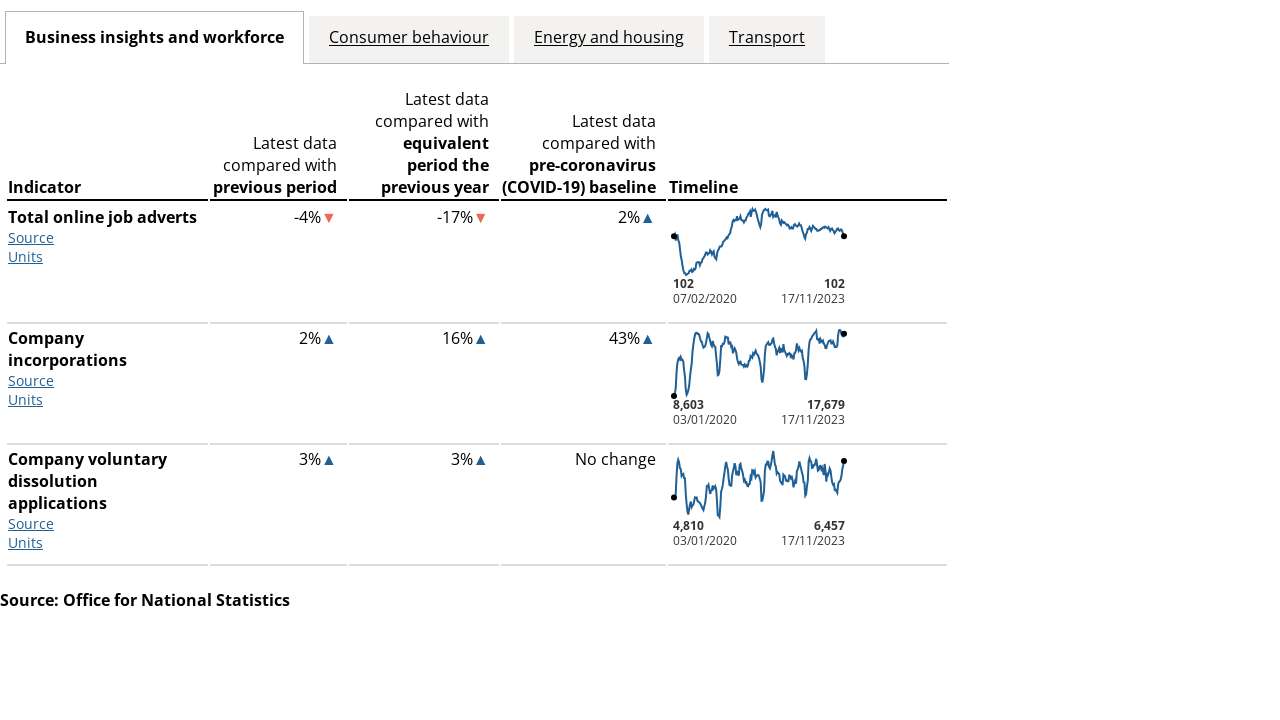 Business insights and workforce
Consumer behaviour
Energy and housing
Transport
Indicator
Latest data
compared with
previous period
Latest data
compared with
equivalent
period the
previous year
Latest data
compared with
pre-coronavirus
(COVID-19) baseline
Timeline
Total online job adverts
Source
Units
-4%▼
-17%▼
2%▲
102
07/02/2020
102
17/11/2023
Company
incorporations
Source
Units
2%▲
16%▲
43%▲
8,603
03/01/2020
17,679
17/11/2023
Company voluntary
dissolution
applications
Source
Units
3%▲
3%▲
No change
4,810
03/01/2020
6,457
17/11/2023
Source: Office for National Statistics